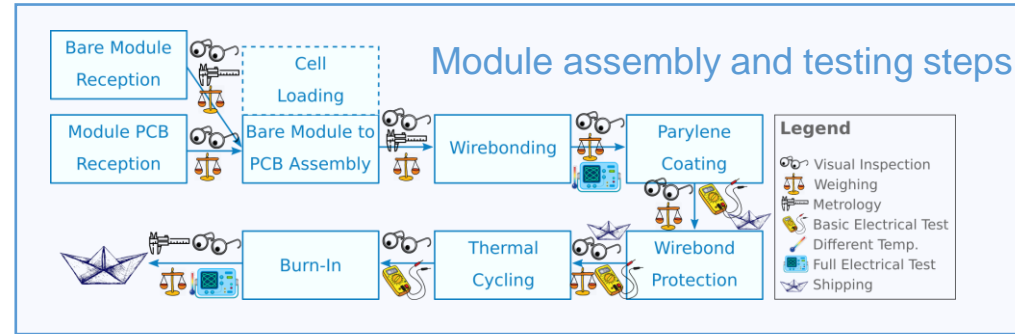 Module assembly and testing steps
Bare Module
Reception
Cell
Loading
Module PCB
Reception
Bare Module to
PCB Assembly
Wirebonding
Parylene
Coating
Legend
Visual Inspection
Weighing
Metrology
Basic Electrical Test
Different Temp.
Full Electrical Test
Shipping
Burn-In
Thermal
Cycling
Wirebond
Protection